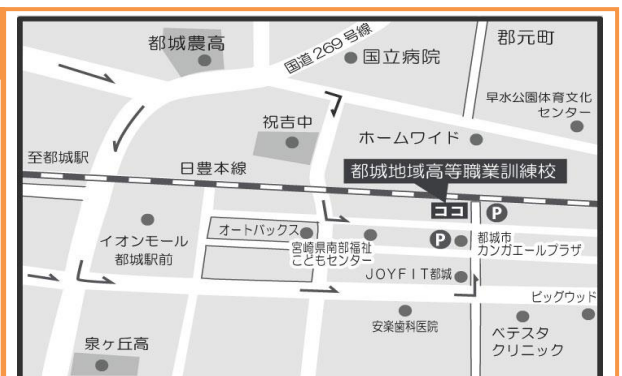 都城農高
国道269号線
国立病院
郡元町
早水公園体育文化
センター
祝吉中
ホームワイド
至都城駅
日豊本線
都城地域高等職業訓練校
ココ
P
オートバックス
イオンモール
都城駅前
宮崎県南部福祉
こどもセンター
P
都城市
カンガエールプラザ
JOYFIT都城
ビッグウッド
安楽歯科医院
ベテスタ
クリニック
泉ヶ丘高